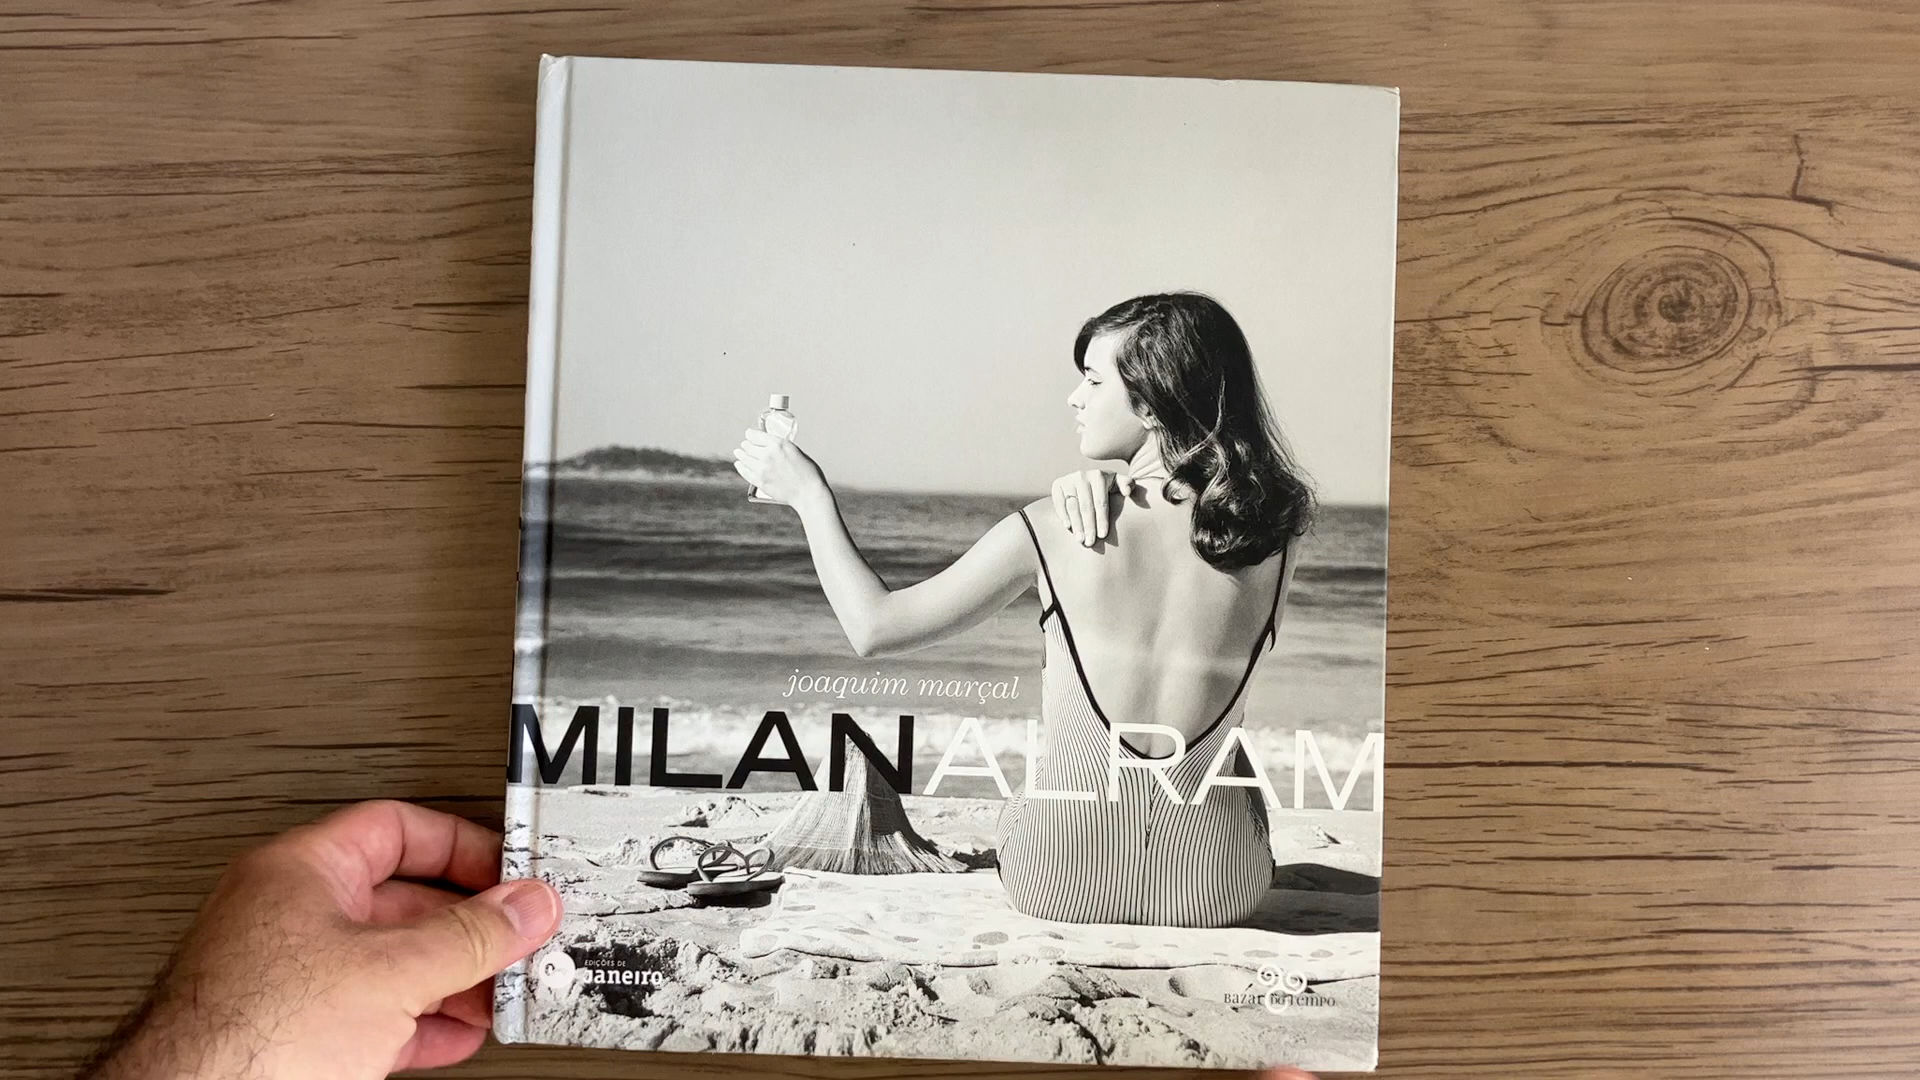 joaquim marçal
MILANALRAM
EDIÇÕES DE
Janeiro
Bazar do Tempo